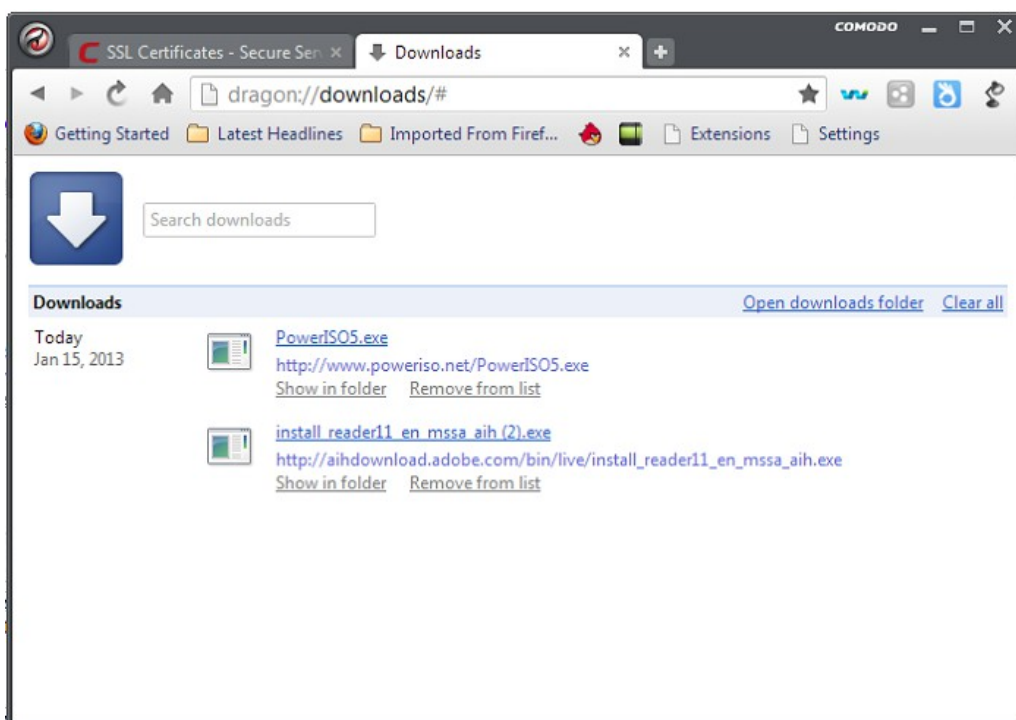 COMODO
SSL Certificates - Secure Ser
Downloads
dragon://downloads/#
Getting Started Latest Headlines Imported From Firef... Extensions Settings
Search downloads
Downloads Open downloads folder Clear all
Today PowerISO5.exe
Jan 15, 2013 http://www.poweriso.net/PowerISO5.exe
Show in folder Remove from list
install_reader11_en_mssa_aih (2).exe
http://aihdownload.adobe.com/bin/live/install_reader11_en_mssa_aih.exe
Show in folder Remove from list